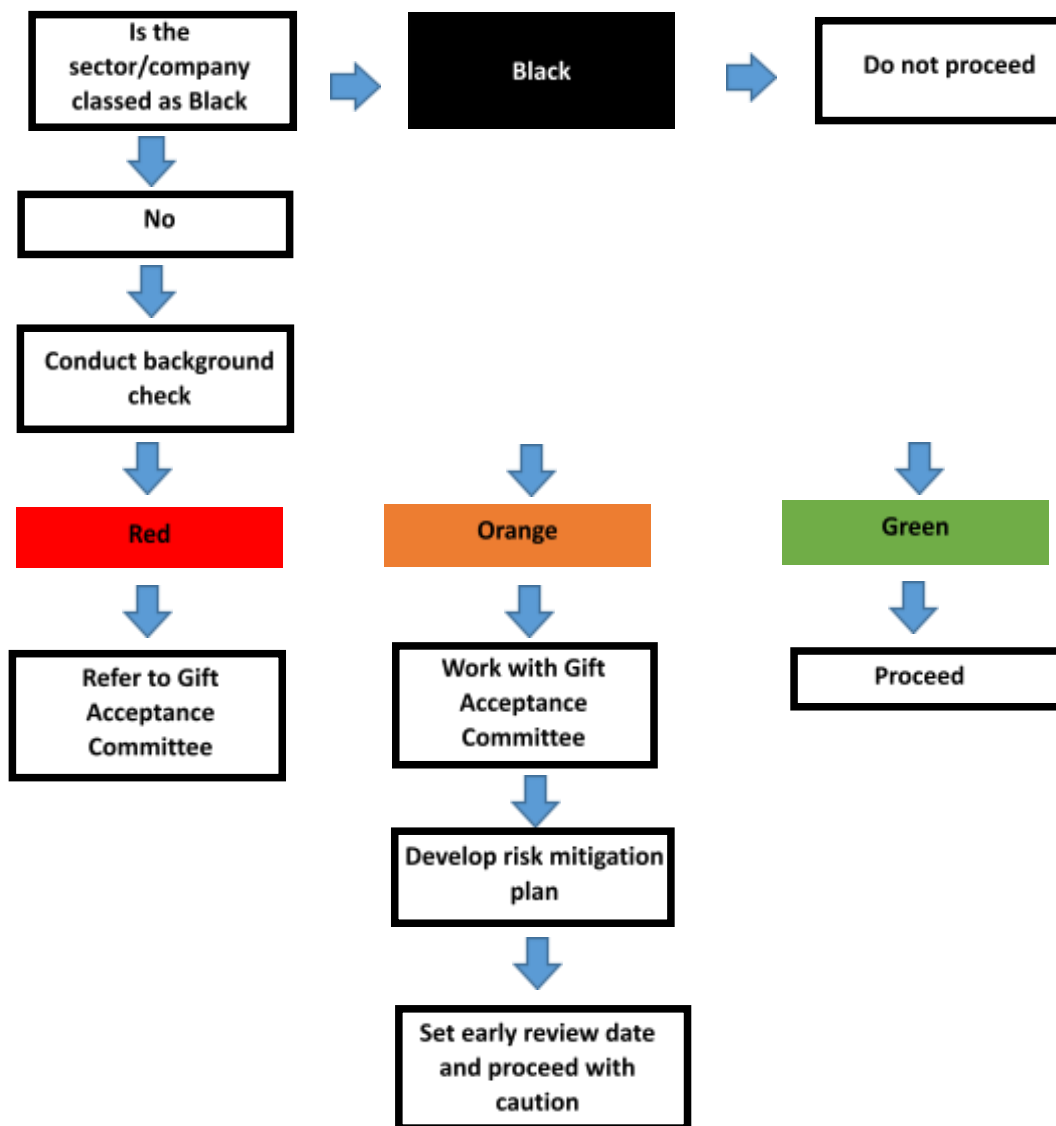 Is the
sector/company
classed as Black
Black
Do not proceed
No
Conduct background
check
Red
Orange
Green
Refer to Gift
Acceptance
Committee
Work with Gift
Acceptance
Committee
Proceed
Develop risk mitigation
plan
Set early review date
and proceed with
caution